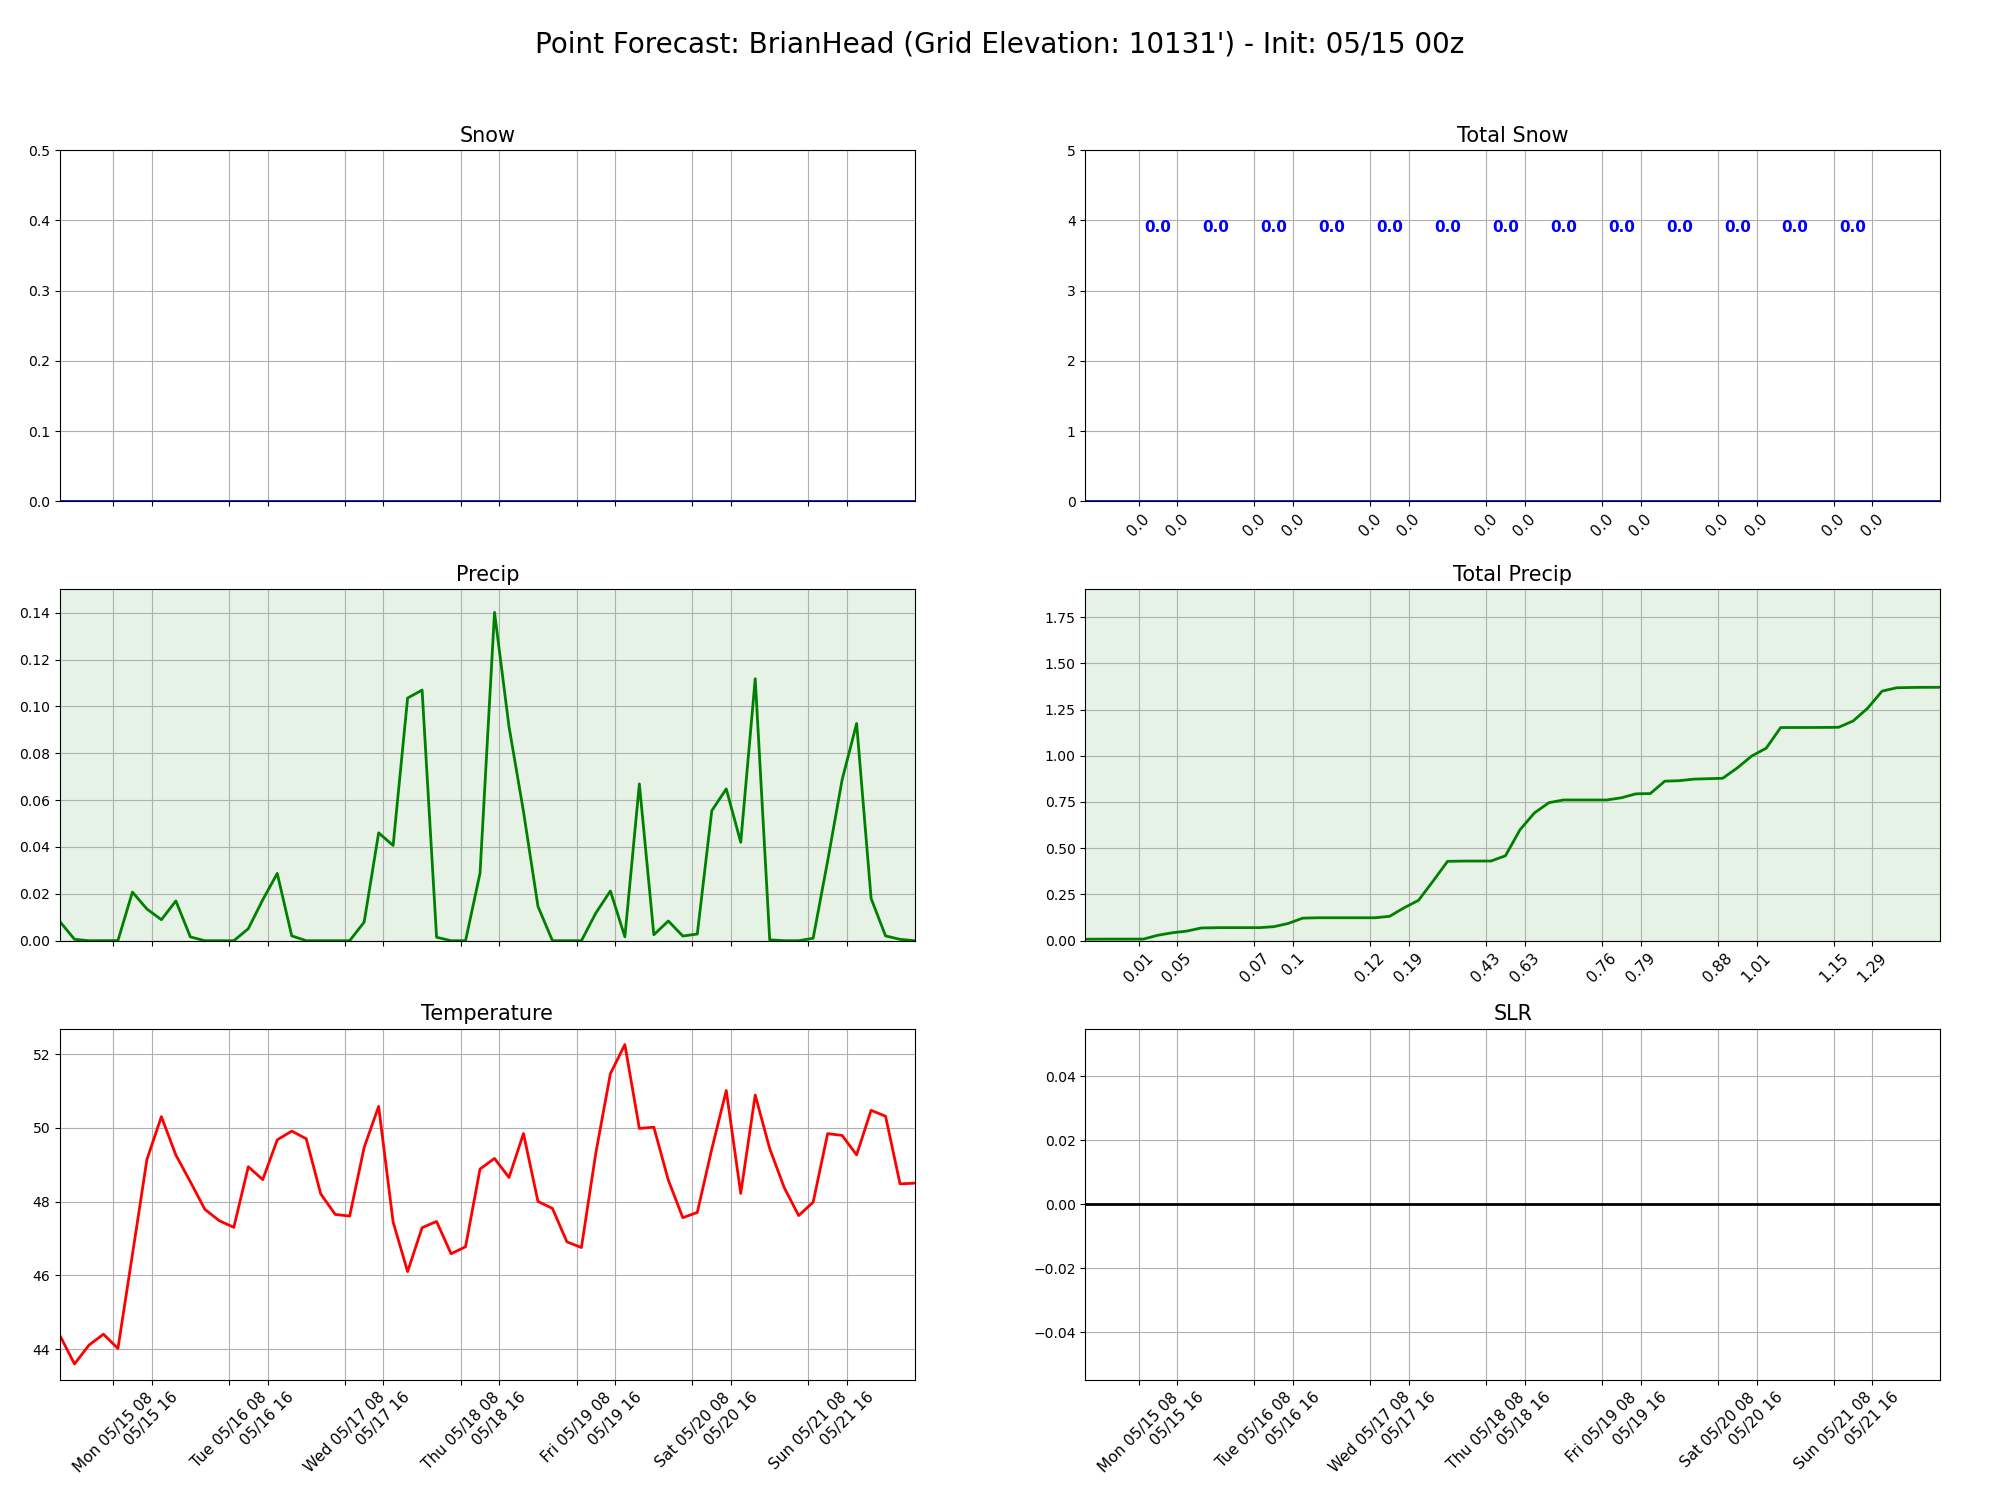 Point Forecast: BrianHead (Grid Elevation: 10131') - Init: 05/15 00z
Snow
0.5
0.4
0.3
0.2
0.1
0.0
Total Snow
5
4
3
2
1
0
0.0 0.0 0.0 0.0 0.0 0.0 0.0 0.0 0.0 0.0 0.0 0.0 0.0
0.0 0.0 0.0 0.0 0.0 0.0 0.0 0.0 0.0 0.0 0.0 0.0 0.0 0.0
Precip
0.14
0.12
0.10
0.08
0.06
0.04
0.02
0.00
Total Precip
1.75
1.50
1.25
1.00
0.75
0.50
0.25
0.00
0.01 0.05 0.07 0.1 0.12 0.19 0.43 0.63 0.76 0.79 0.88 1.01 1.15 1.29
Temperature
52
50
48
46
44
Mon 05/15 08
05/15 16
Tue 05/16 08
05/16 16
Wed 05/17 08
05/17 16
Thu 05/18 08
05/18 16
Fri 05/19 08
05/19 16
Sat 05/20 08
05/20 16
Sun 05/21 08
05/21 16
SLR
0.04
0.02
0.00
−0.02
−0.04
Mon 05/15 08
05/15 16
Tue 05/16 08
05/16 16
Wed 05/17 08
05/17 16
Thu 05/18 08
05/18 16
Fri 05/19 08
05/19 16
Sat 05/20 08
05/20 16
Sun 05/21 08
05/21 16